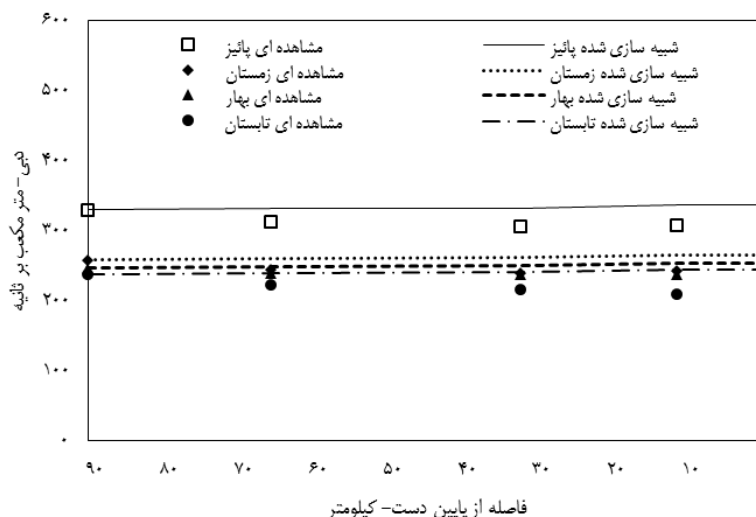 ۶۰۰
مشاهده ای پائیز شبیه سازی شده پائیز
مشاهده ای زمستان شبیه سازی شده زمستان
مشاهده ای بهار شبیه سازی شده بهار
مشاهده ای تابستان شبیه سازی شده تابستان
۵۰۰
۴۰۰
۳۰۰
۲۰۰
۱۰۰
۰
دبی-متر مکعب بر ثانیه
۹۰ ۸۰ ۷۰ ۶۰ ۵۰ ۴۰ ۳۰ ۲۰ ۱۰
فاصله از پایین دست- کیلومتر